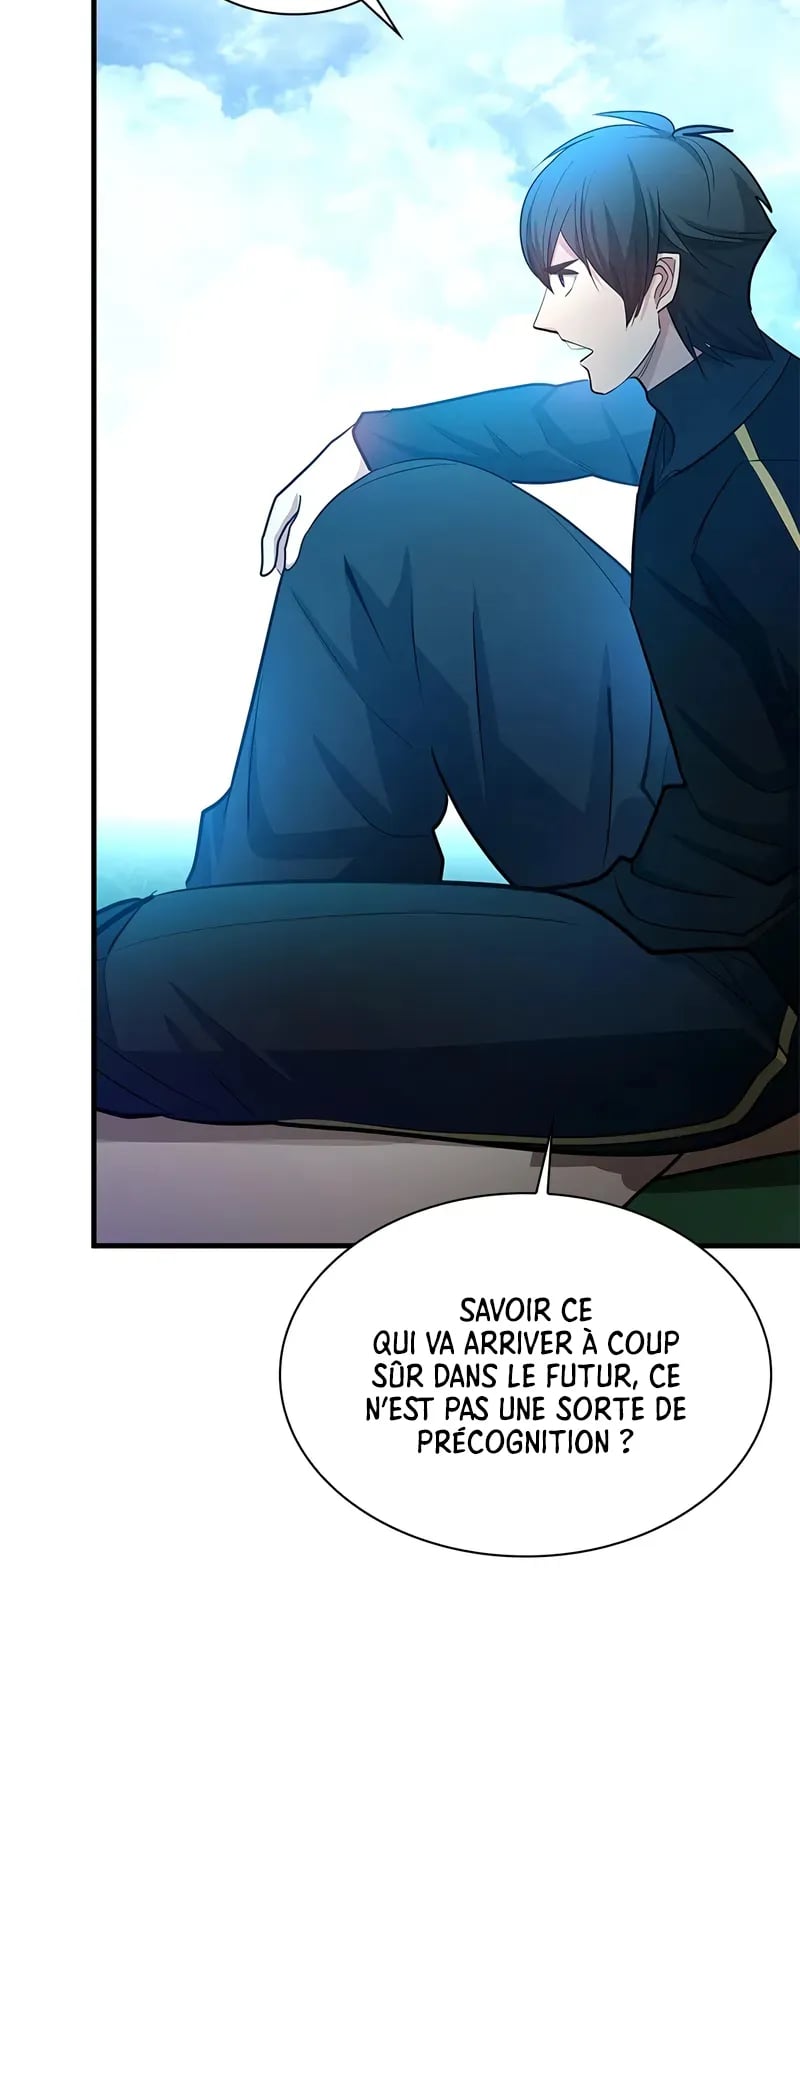 SAVOIR CE
QUI VA ARRIVER À COUP
SÛR DANS LE FUTUR, CE
N'EST PAS UNE SORTE DE
PRÉCOGNITION ?